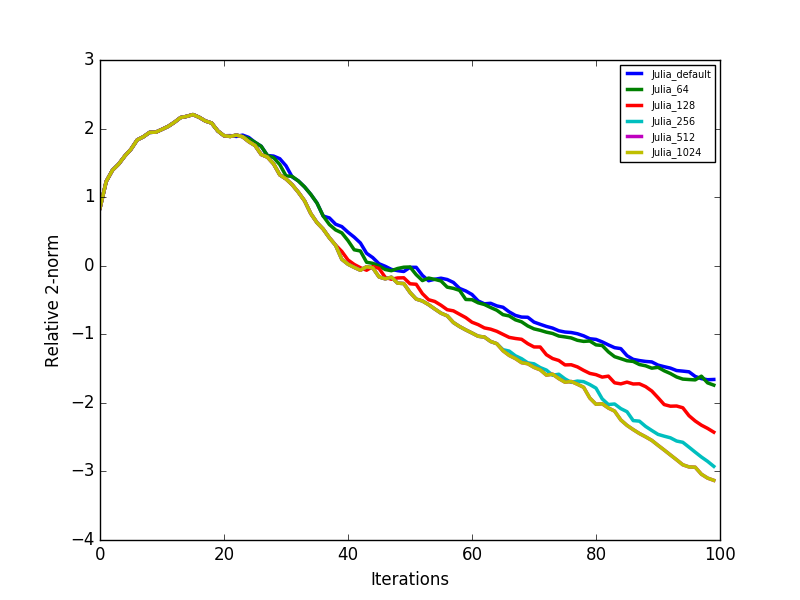 3
2
1
0
−1
−2
−3
−4
Relative 2-norm
0 20 40 60 80 100
Iterations
Julia_default
Julia_64
Julia_128
Julia_256
Julia_512
Julia_1024